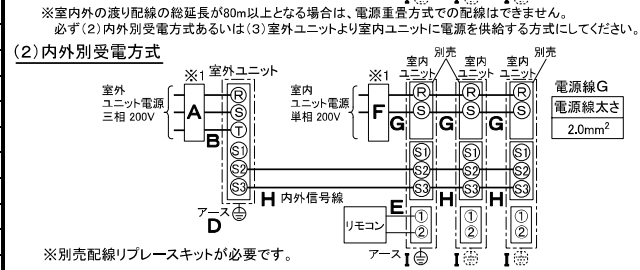 ※室内外の渡り配線の総延長が80m以上となる場合は、電源重畳方式での配線はできません。
必ず(2)内外別受電方式あるいは(3)室外ユニットより室内ユニットに電源を供給する方式にしてください。
(2)内外別受電方式
別売 別売
※1 室外ユニット
※1 室内ユニット 室内ユニット 室内ユニット
室外
ユニット電源
三相 200V
A
B
R
S
T
S1
S2
S3
室内
ユニット電源
単相 200V
F
G G G
R R R
S S S
S1 S1 S1
S2 S2 S2
S3 S3 S3
電源線G
電源線太さ
2.0mm²
H 内外信号線
H H
アース
D
E
リモコン
① ① ①
② ② ②
アース I I I
※別売配線リプレースキットが必要です。